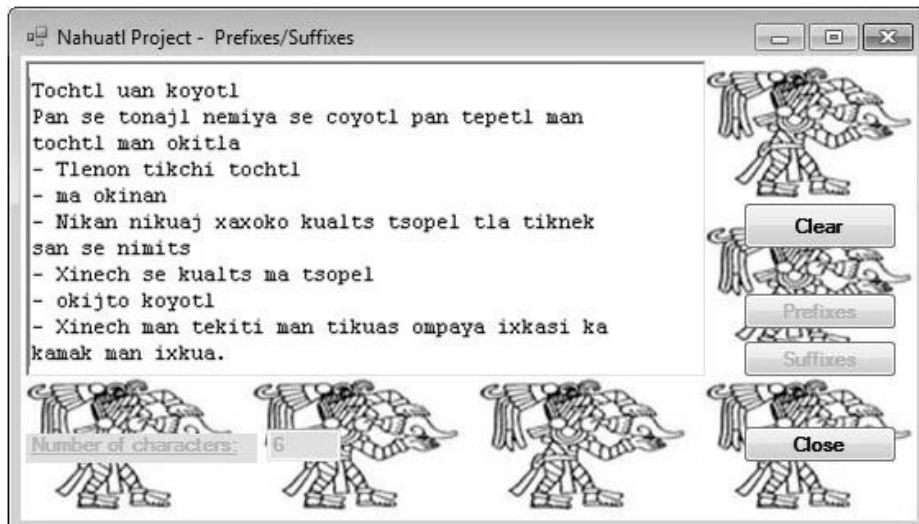 Nahuatl Project - Prefixes/Suffixes
Tochtl uan koyotl
Pan se tonajl nemiya se coyotl pan tepetl man
tochtl man okitla
- Tlenon tikchi tochtl
- ma okinan
- Nikan nikuaj xaxoko kualts tsopel tla tiknek
san se nimits
- Xinech se kualts ma tsopel
- okijto koyotl
- Xinech man tekiti man tikuas ompaya ixkasi ka
kamak man ixkua.
Clear
Prefixes
Suffixes
Number of characters: 6
Close